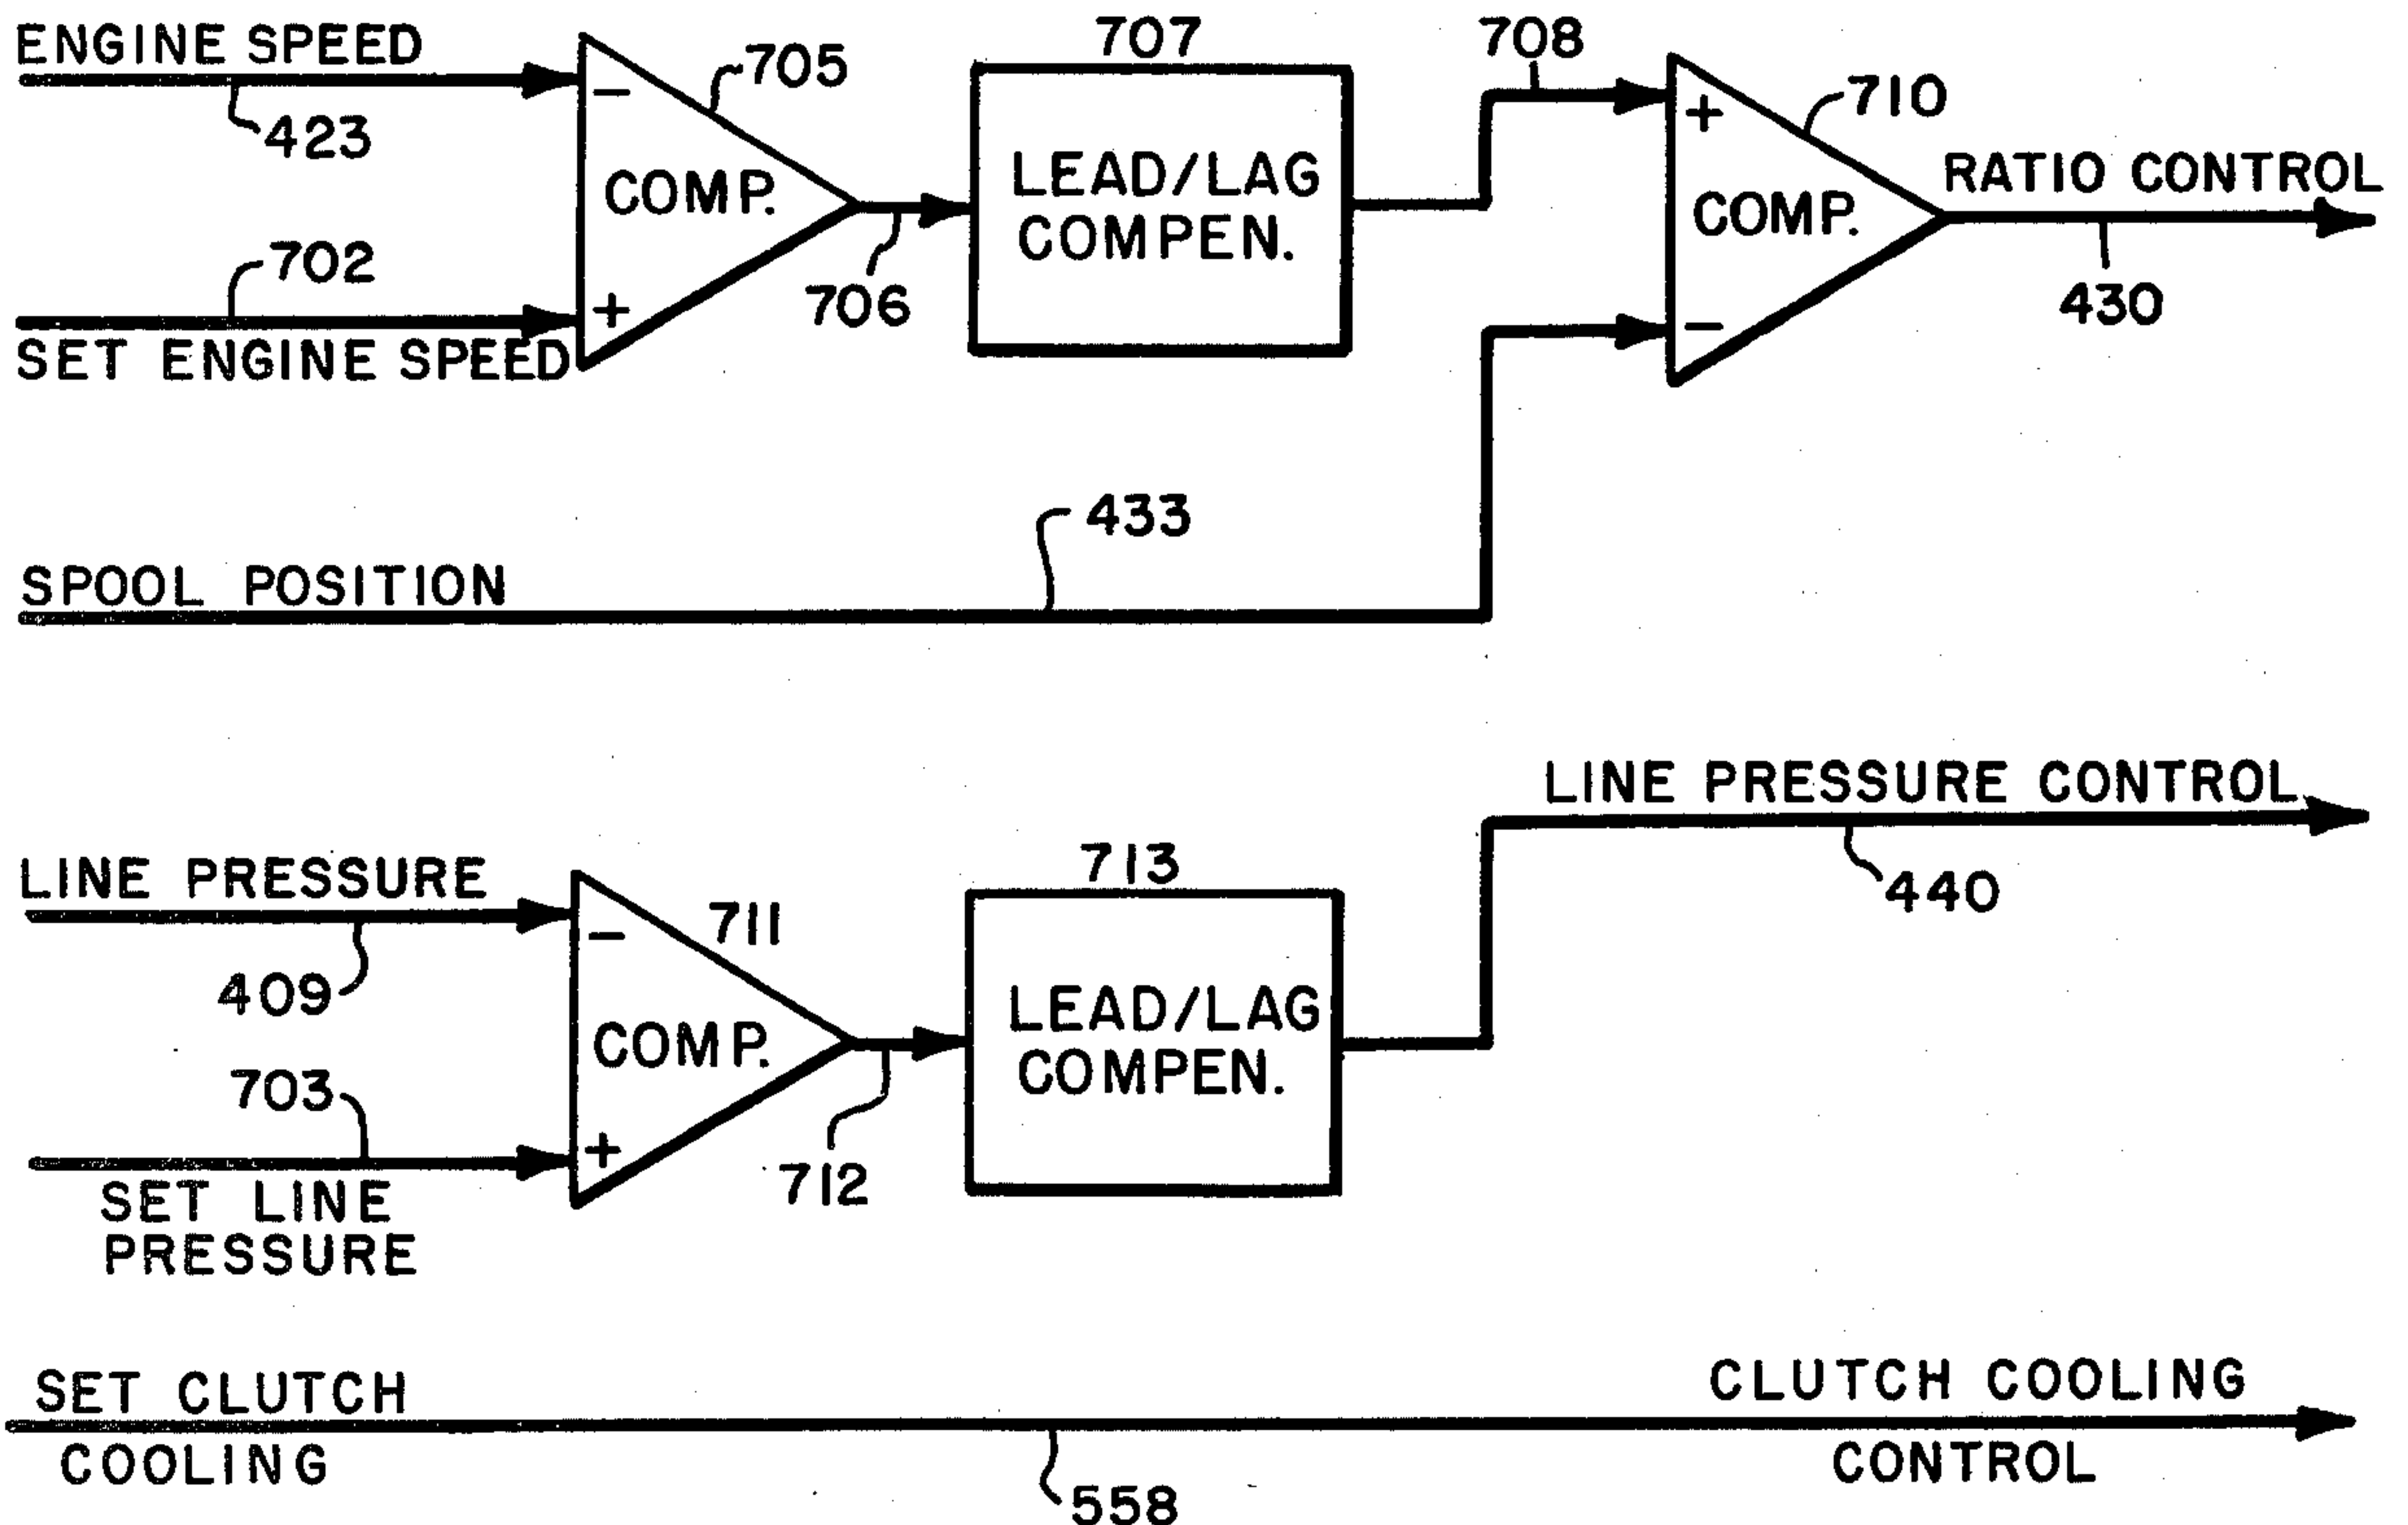 ENGINE SPEED
423
702
SET ENGINE SPEED
−
COMP.
+
705
706
707
LEAD/LAG
COMPEN.
708
+
COMP.
−
710
RATIO CONTROL
430
SPOOL POSITION
433
LINE PRESSURE
409
703
SET LINE
PRESSURE
−
COMP.
+
711
712
713
LEAD/LAG
COMPEN.
LINE PRESSURE CONTROL
440
SET CLUTCH
COOLING
558
CLUTCH COOLING
CONTROL